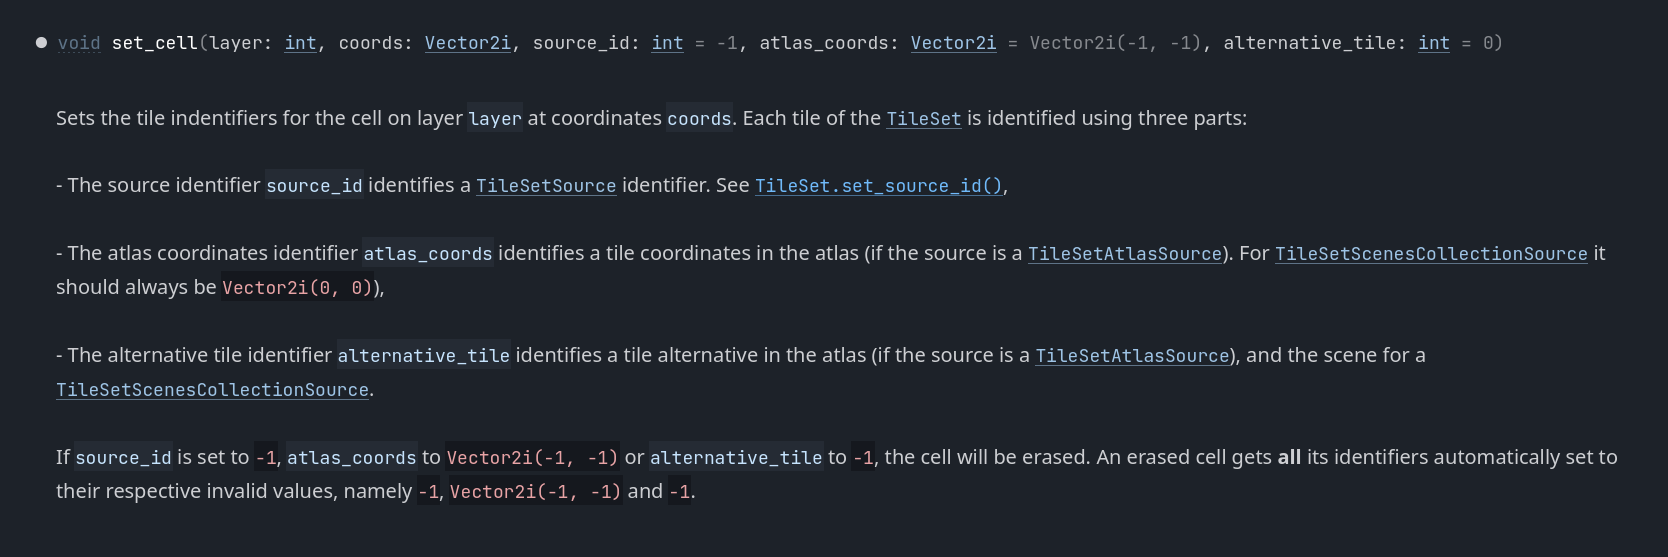 void set_cell(layer: int, coords: Vector2i, source_id: int = -1, atlas_coords: Vector2i = Vector2i(-1, -1), alternative_tile: int = 0)
Sets the tile indentifiers for the cell on layer layer at coordinates coords. Each tile of the TileSet is identified using three parts:
- The source identifier source_id identifies a TileSetSource identifier. See TileSet.set_source_id(),
- The atlas coordinates identifier atlas_coords identifies a tile coordinates in the atlas (if the source is a TileSetAtlasSource). For TileSetScenesCollectionSource it
should always be Vector2i(0, 0)),
- The alternative tile identifier alternative_tile identifies a tile alternative in the atlas (if the source is a TileSetAtlasSource), and the scene for a
TileSetScenesCollectionSource.
If source_id is set to -1, atlas_coords to Vector2i(-1, -1) or alternative_tile to -1, the cell will be erased. An erased cell gets all its identifiers automatically set to
their respective invalid values, namely -1, Vector2i(-1, -1) and -1.